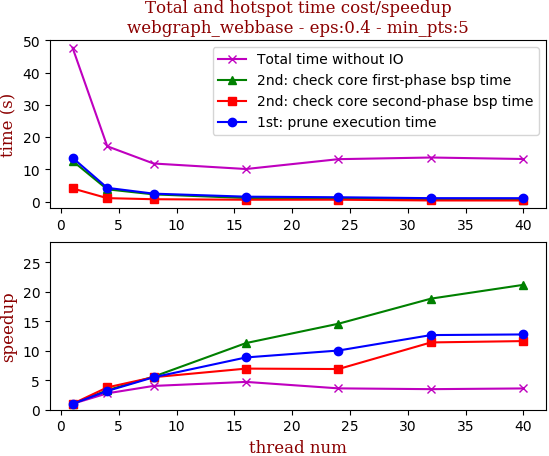 Total and hotspot time cost/speedup
webgraph_webbase - eps:0.4 - min_pts:5
Total time without IO
2nd: check core first-phase bsp time
2nd: check core second-phase bsp time
1st: prune execution time
time (s)
50
40
30
20
10
0
0 5 10 15 20 25 30 35 40
speedup
25
20
15
10
5
0
0 5 10 15 20 25 30 35 40
thread num